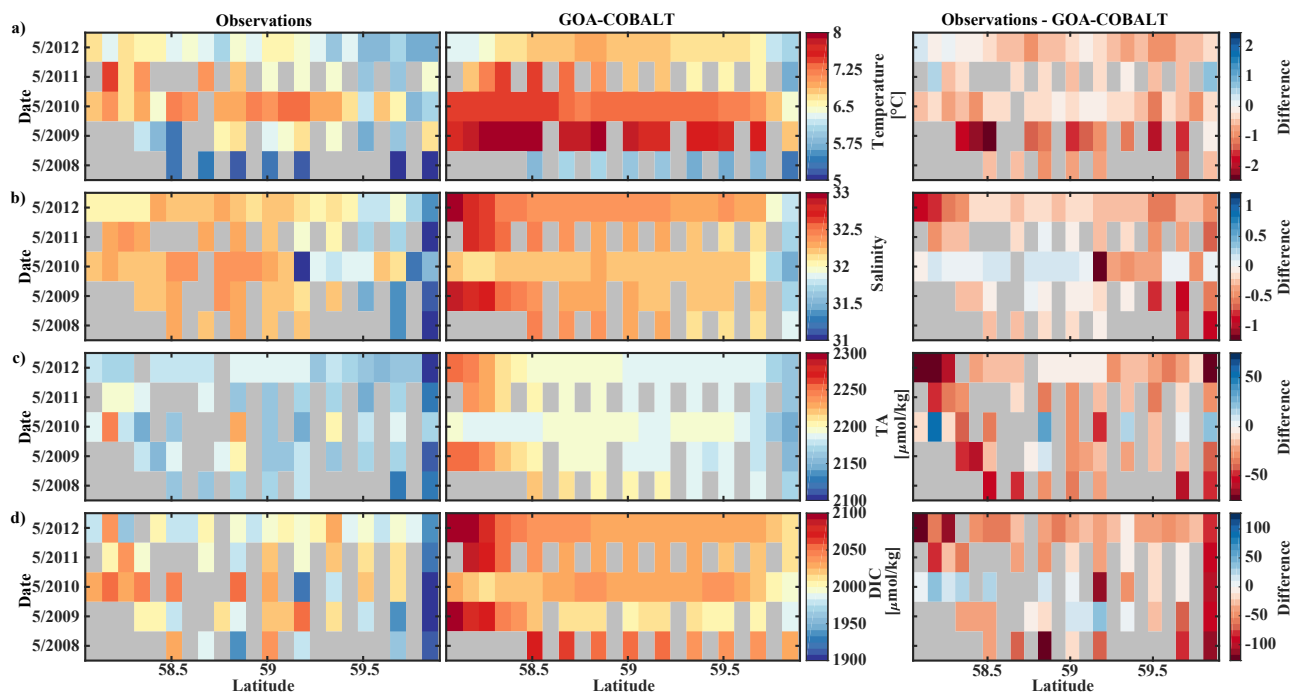 Observations GOA-COBALT Observations - GOA-COBALT
a)
5/2012
5/2011
5/2010
5/2009
5/2008
Date
8
7.25
6.5
5.75
5
Temperature
[°C]
2
1
0
-1
-2
Difference
b)
5/2012
5/2011
5/2010
5/2009
5/2008
Date
33
32.5
32
31.5
31
Salinity
1
0.5
0
-0.5
-1
Difference
c)
5/2012
5/2011
5/2010
5/2009
5/2008
Date
2300
2250
2200
2150
2100
TA
[μmol/kg]
50
0
-50
Difference
d)
5/2012
5/2011
5/2010
5/2009
5/2008
Date
2100
2050
2000
1950
1900
DIC
[μmol/kg]
100
50
0
-50
-100
Difference
58.5 59 59.5 58.5 59 59.5 58.5 59 59.5
Latitude Latitude Latitude